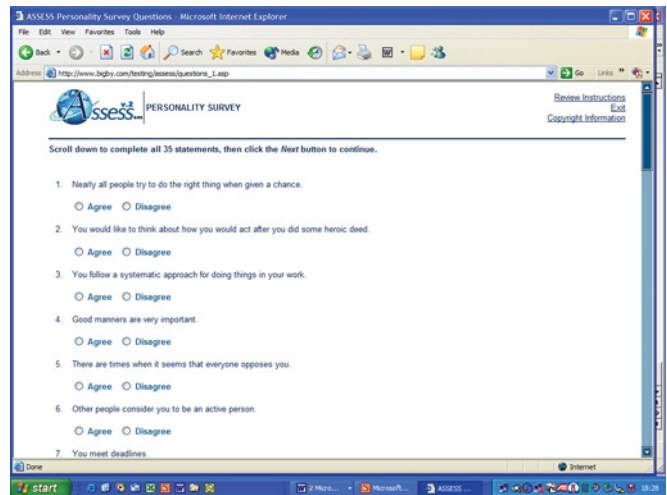 ASSESS Personality Survey Questions - Microsoft Internet Explorer
File Edit View Favorites Tools Help
Back Search Favorites Media
Address http://www.bigby.com/testing/assess/questions_1.asp Go Links
Assess v.2 PERSONALITY SURVEY
Review Instructions
Exit
Copyright Information
Scroll down to complete all 35 statements, then click the Next button to continue.
1. Nearly all people try to do the right thing when given a chance.
Agree Disagree
2. You would like to think about how you would act after you did some heroic deed.
Agree Disagree
3. You follow a systematic approach for doing things in your work.
Agree Disagree
4. Good manners are very important.
Agree Disagree
5. There are times when it seems that everyone opposes you.
Agree Disagree
6. Other people consider you to be an active person.
Agree Disagree
7. You meet deadlines.
Done Internet
start 2 Micro... Microsoft... ASSESS ... 18:28